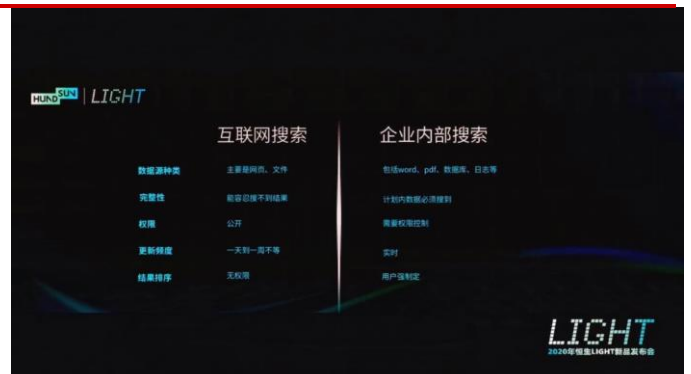 HUNDSUN | LIGHT
互联网搜索 企业内部搜索
数据源种类 主要是网页、文件 包括word、pdf、数据库、日志等
完整性 能容忍搜不到结果 计划内数据必须搜到
权限 公开 需要权限控制
更新频度 一天到一周不等 实时
结果排序 无权限 用户强制定
LIGHT
2020年恒生LIGHT新品发布会